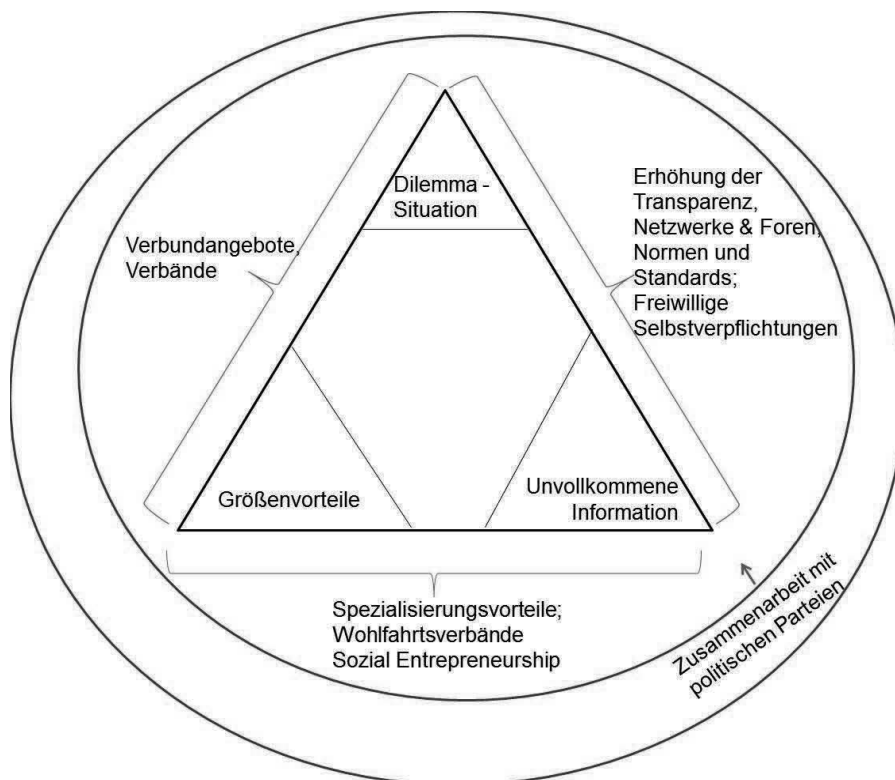 Dilemma -
Situation
Erhöhung der
Transparenz,
Netzwerke & Foren,
Normen und
Standards;
Freiwillige
Selbstverpflichtungen
Verbundangebote,
Verbände
Größenvorteile
Unvollkommene
Information
Spezialisierungsvorteile;
Wohlfahrtsverbände
Sozial Entrepreneurship
Zusammenarbeit mit
politischen Parteien